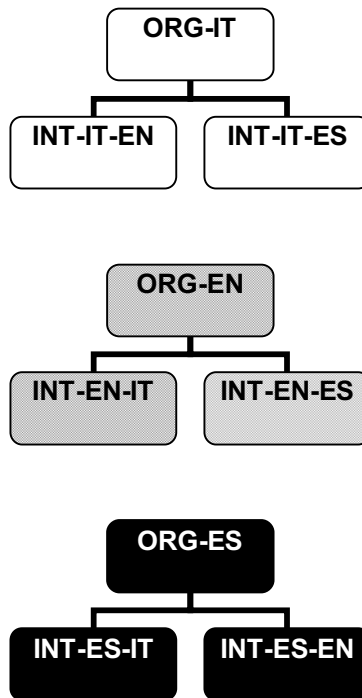 ORG-IT
INT-IT-EN INT-IT-ES
ORG-EN
INT-EN-IT INT-EN-ES
ORG-ES
INT-ES-IT INT-ES-EN